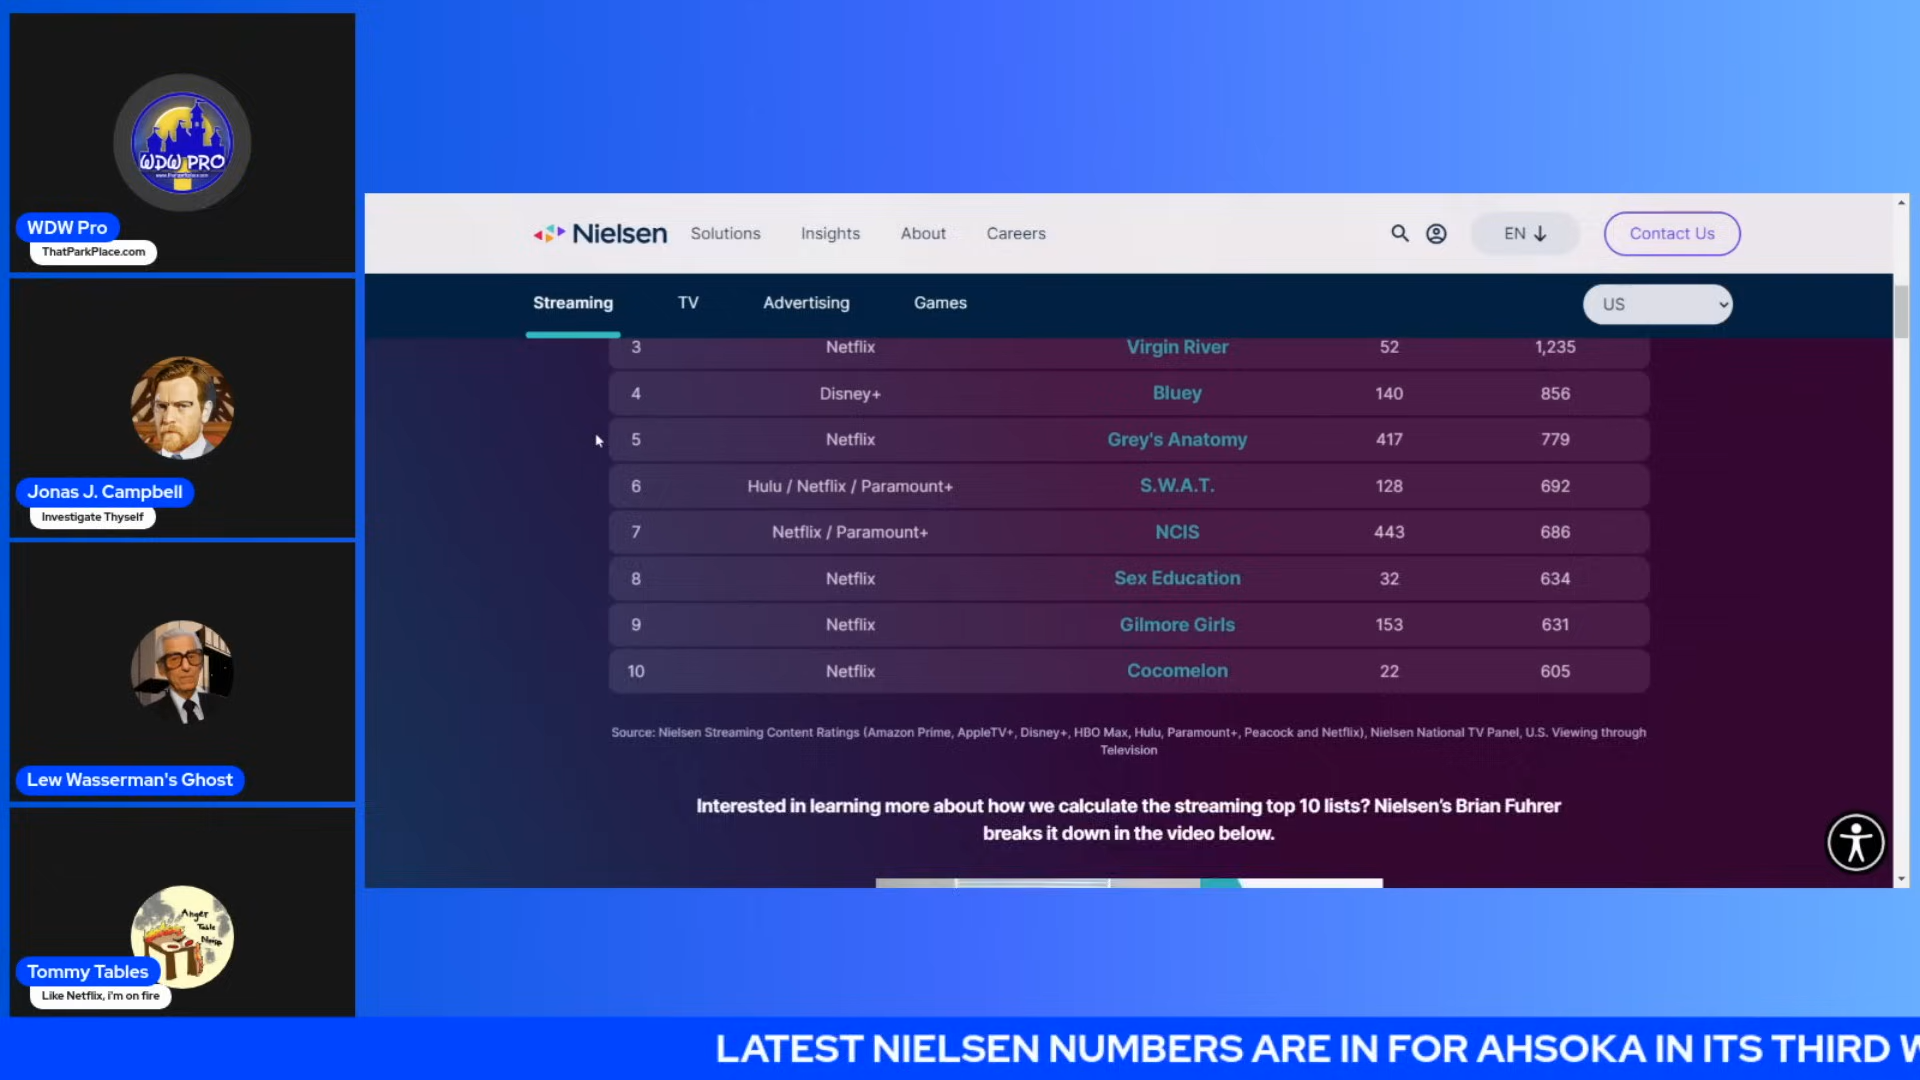 WDW PRO
WDW Pro
ThatParkPlace.com
Jonas J. Campbell
Investigate Thyself
Lew Wasserman's Ghost
Anger
Table
Tommy Tables
Like Netflix, i'm on fire
Nielsen Solutions Insights About Careers EN Contact Us
Streaming TV Advertising Games US
3 Netflix Virgin River 52 1,235
4 Disney+ Bluey 140 856
5 Netflix Grey's Anatomy 417 779
6 Hulu / Netflix / Paramount+ S.W.A.T. 128 692
7 Netflix / Paramount+ NCIS 443 686
8 Netflix Sex Education 32 634
9 Netflix Gilmore Girls 153 631
10 Netflix Cocomelon 22 605
Source: Nielsen Streaming Content Ratings (Amazon Prime, AppleTV+, Disney+, HBO Max, Hulu, Paramount+, Peacock and Netflix), Nielsen National TV Panel, U.S. Viewing through
Television
Interested in learning more about how we calculate the streaming top 10 lists? Nielsen’s Brian Fuhrer
breaks it down in the video below.
LATEST NIELSEN NUMBERS ARE IN FOR AHSOKA IN ITS THIRD W